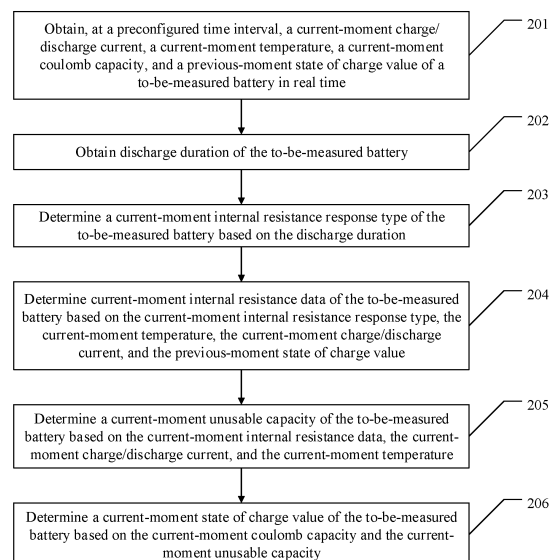 Obtain, at a preconfigured time interval, a current-moment charge/
discharge current, a current-moment temperature, a current-moment
coulomb capacity, and a previous-moment state of charge value of a
to-be-measured battery in real time
201
Obtain discharge duration of the to-be-measured battery
202
Determine a current-moment internal resistance response type of the
to-be-measured battery based on the discharge duration
203
Determine current-moment internal resistance data of the to-be-measured
battery based on the current-moment internal resistance response type, the
current-moment temperature, the current-moment charge/discharge
current, and the previous-moment state of charge value
204
Determine a current-moment unusable capacity of the to-be-measured
battery based on the current-moment internal resistance data, the current-
moment charge/discharge current, and the current-moment temperature
205
Determine a current-moment state of charge value of the to-be-measured
battery based on the current-moment coulomb capacity and the current-
moment unusable capacity
206